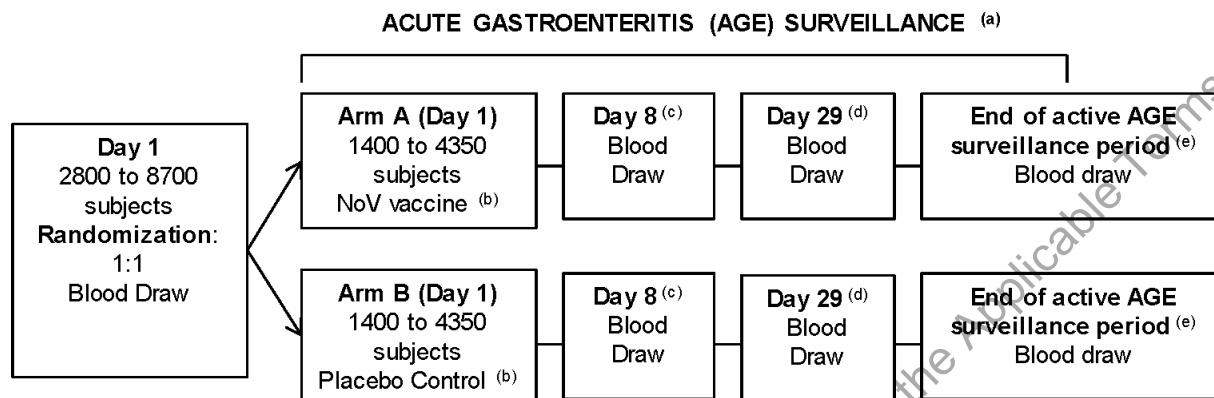 ACUTE GASTROENTERITIS (AGE) SURVEILLANCE (a)
Day 1
2800 to 8700
subjects
Randomization:
1:1
Blood Draw
Arm A (Day 1)
1400 to 4350
subjects
NoV vaccine (b)
Day 8 (c)
Blood
Draw
Day 29 (d)
Blood
Draw
End of active AGE
surveillance period (e)
Blood draw
Arm B (Day 1)
1400 to 4350
subjects
Placebo Control (b)
Day 8 (c)
Blood
Draw
Day 29 (d)
Blood
Draw
End of active AGE
surveillance period (e)
Blood draw
the Applicable Terms